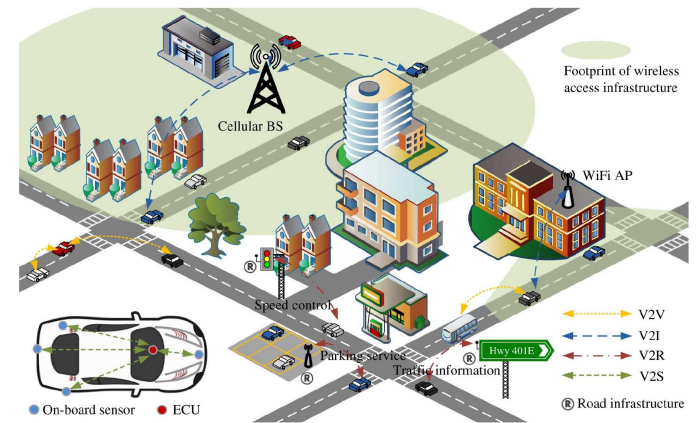 Footprint of wireless
access infrastructure
Cellular BS
WiFi AP
®
Speed control
Parking service
®
Traffic information
®
Hwy 401E
V2V
V2I
V2R
V2S
® Road infrastructure
On-board sensor
ECU